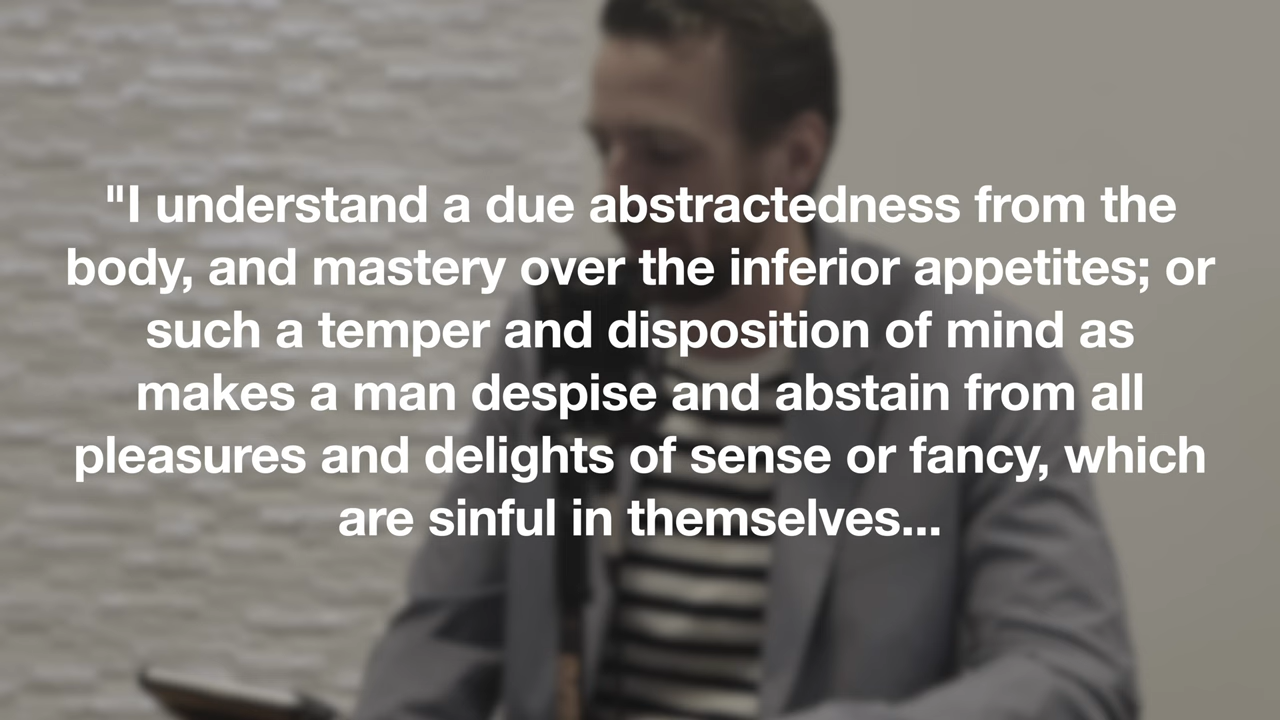 "I understand a due abstractedness from the
body, and mastery over the inferior appetites; or
such a temper and disposition of mind as
makes a man despise and abstain from all
pleasures and delights of sense or fancy, which
are sinful in themselves...